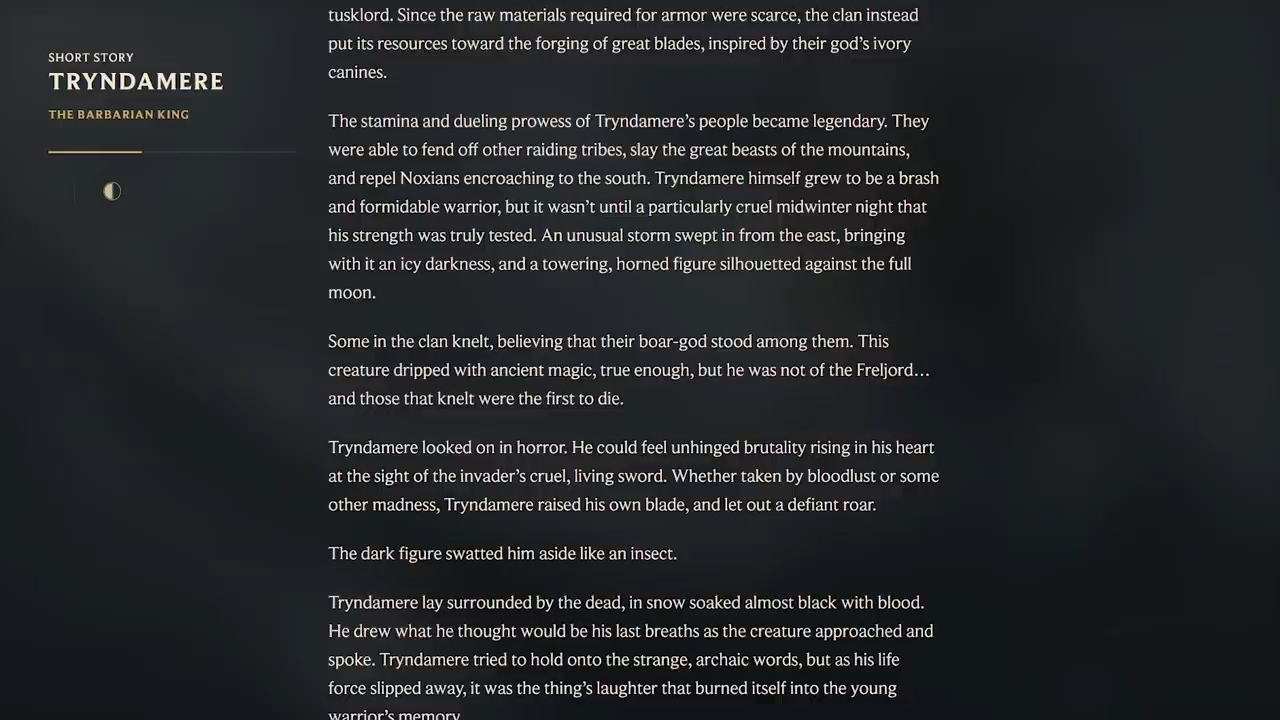 SHORT STORY
TRYNDAMERE
THE BARBARIAN KING
tusklord. Since the raw materials required for armor were scarce, the clan instead
put its resources toward the forging of great blades, inspired by their god’s ivory
canines.
The stamina and dueling prowess of Tryndamere’s people became legendary. They
were able to fend off other raiding tribes, slay the great beasts of the mountains,
and repel Noxians encroaching to the south. Tryndamere himself grew to be a brash
and formidable warrior, but it wasn’t until a particularly cruel midwinter night that
his strength was truly tested. An unusual storm swept in from the east, bringing
with it an icy darkness, and a towering, horned figure silhouetted against the full
moon.
Some in the clan knelt, believing that their boar-god stood among them. This
creature dripped with ancient magic, true enough, but he was not of the Freljord…
and those that knelt were the first to die.
Tryndamere looked on in horror. He could feel unhinged brutality rising in his heart
at the sight of the invader’s cruel, living sword. Whether taken by bloodlust or some
other madness, Tryndamere raised his own blade, and let out a defiant roar.
The dark figure swatted him aside like an insect.
Tryndamere lay surrounded by the dead, in snow soaked almost black with blood.
He drew what he thought would be his last breaths as the creature approached and
spoke. Tryndamere tried to hold onto the strange, archaic words, but as his life
force slipped away, it was the thing’s laughter that burned itself into the young
warrior’s memory.